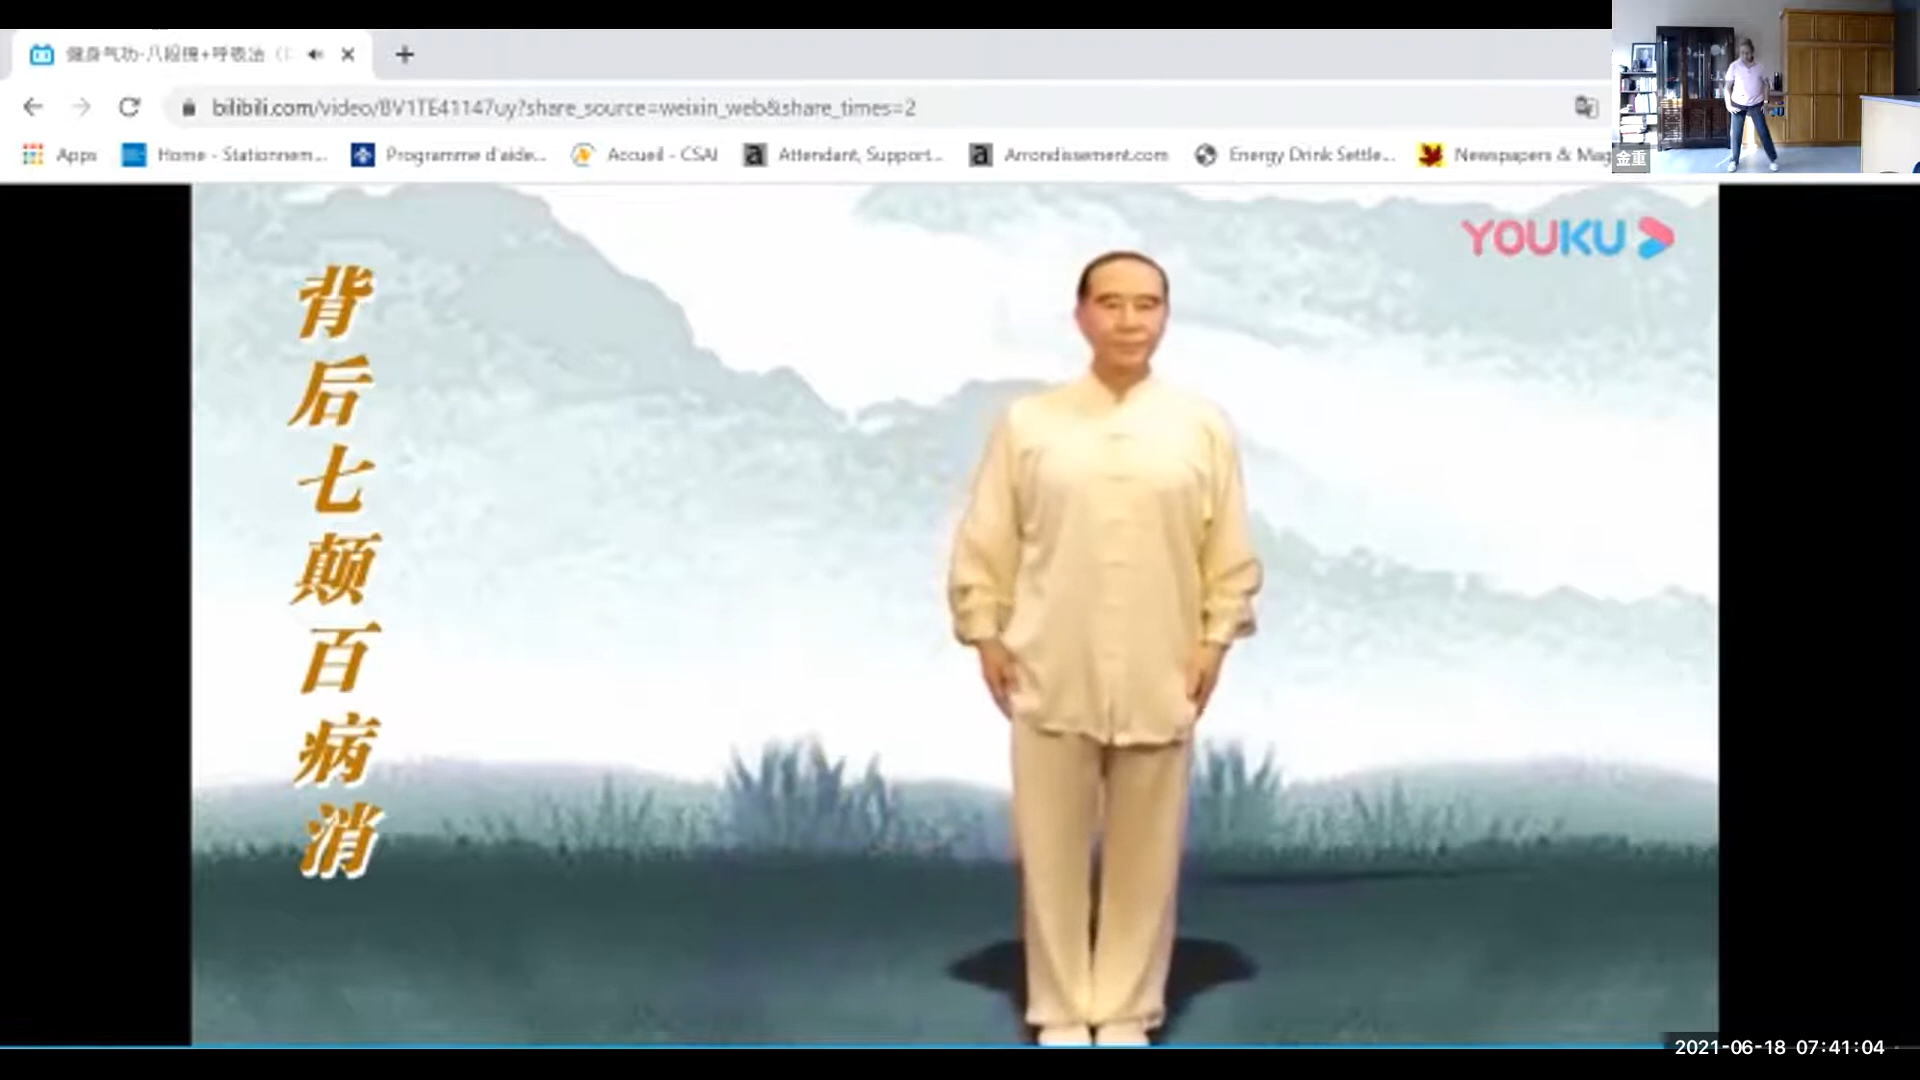 健身气功-八段锦+呼吸法
bilibili.com/video/BV1TE41147uy?share_source=weixin_web&share_times=2
Apps
Home - Stationnem...
Programme d'aide...
Accueil - CSAI
Attendant, Support...
Arrondissement.com
Energy Drink Settle...
Newspapers & Mag
金重
YOUKU
背后七颠百病消
2021-06-18 07:41:04